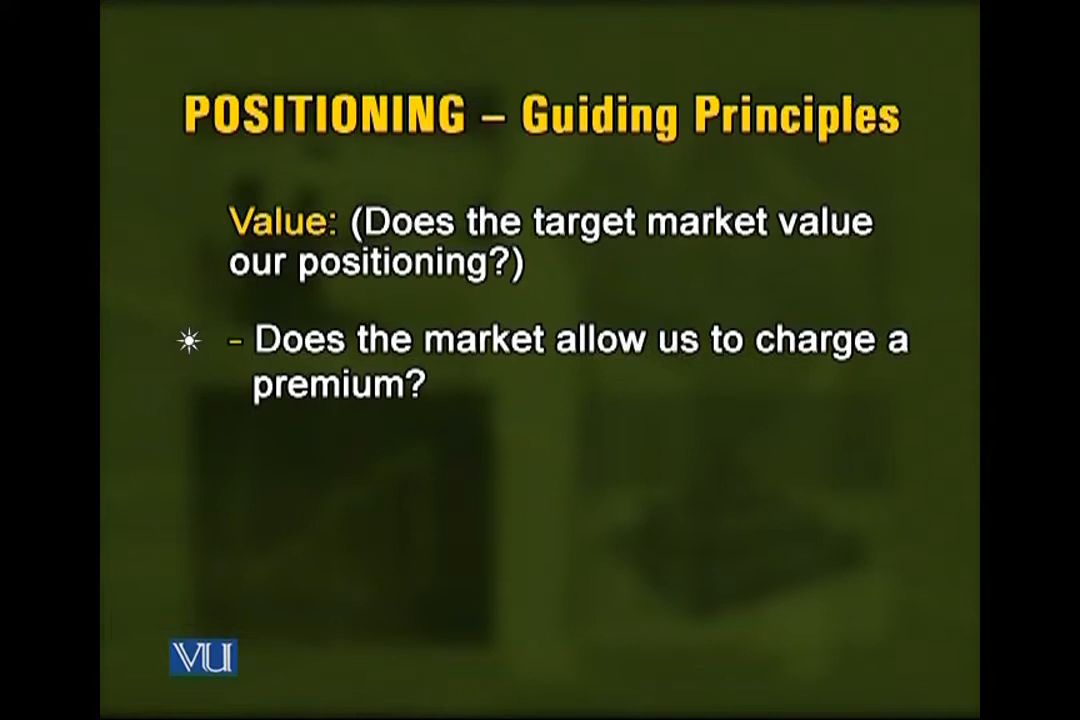 POSITIONING – Guiding Principles
Value: (Does the target market value
our positioning?)
- Does the market allow us to charge a
premium?
VU